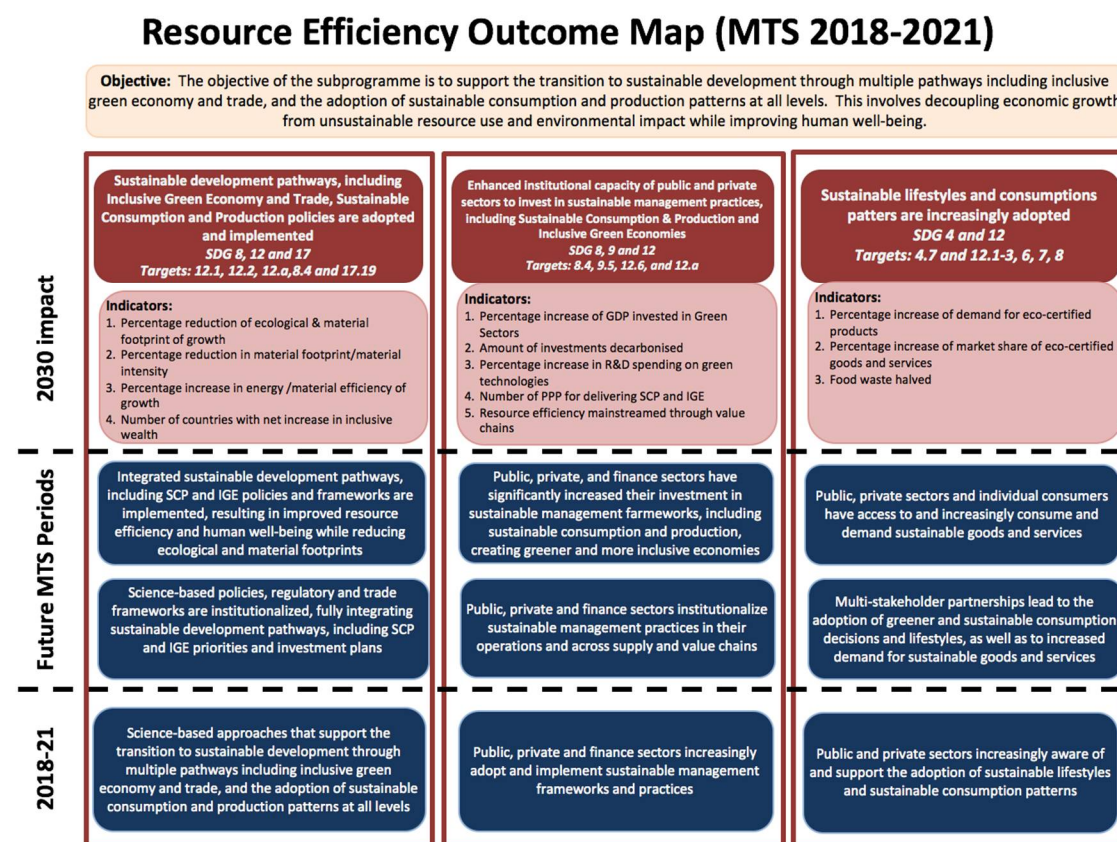 Resource Efficiency Outcome Map (MTS 2018-2021)
Objective: The objective of the subprogramme is to support the transition to sustainable development through multiple pathways including inclusive
green economy and trade, and the adoption of sustainable consumption and production patterns at all levels. This involves decoupling economic growth
from unsustainable resource use and environmental impact while improving human well-being.
2030 impact
Sustainable development pathways, including
Inclusive Green Economy and Trade, Sustainable
Consumption and Production policies are adopted
and implemented
SDG 8, 12 and 17
Targets: 12.1, 12.2, 12.a,8.4 and 17.19
Indicators:
1. Percentage reduction of ecological & material
footprint of growth
2. Percentage reduction in material footprint/material
intensity
3. Percentage increase in energy /material efficiency of
growth
4. Number of countries with net increase in inclusive
wealth
Enhanced institutional capacity of public and private
sectors to invest in sustainable management practices,
including Sustainable Consumption & Production and
Inclusive Green Economies
SDG 8, 9 and 12
Targets: 8.4, 9.5, 12.6, and 12.a
Indicators:
1. Percentage increase of GDP invested in Green
Sectors
2. Amount of investments decarbonised
3. Percentage increase in R&D spending on green
technologies
4. Number of PPP for delivering SCP and IGE
5. Resource efficiency mainstreamed through value
chains
Sustainable lifestyles and consumptions
patters are increasingly adopted
SDG 4 and 12
Targets: 4.7 and 12.1-3, 6, 7, 8
Indicators:
1. Percentage increase of demand for eco-certified
products
2. Percentage increase of market share of eco-certified
goods and services
3. Food waste halved
Future MTS Periods
Integrated sustainable development pathways,
including SCP and IGE policies and frameworks are
implemented, resulting in improved resource
efficiency and human well-being while reducing
ecological and material footprints
Public, private, and finance sectors have
significantly increased their investment in
sustainable management farmeworks, including
sustainable consumption and production,
creating greener and more inclusive economies
Public, private sectors and individual consumers
have access to and increasingly consume and
demand sustainable goods and services
Science-based policies, regulatory and trade
frameworks are institutionalized, fully integrating
sustainable development pathways, including SCP
and IGE priorities and investment plans
Public, private and finance sectors institutionalize
sustainable management practices in their
operations and across supply and value chains
Multi-stakeholder partnerships lead to the
adoption of greener and sustainable consumption
decisions and lifestyles, as well as to increased
demand for sustainable goods and services
2018-21
Science-based approaches that support the
transition to sustainable development through
multiple pathways including inclusive green
economy and trade, and the adoption of sustainable
consumption and production patterns at all levels
Public, private and finance sectors increasingly
adopt and implement sustainable management
frameworks and practices
Public and private sectors increasingly aware of
and support the adoption of sustainable lifestyles
and sustainable consumption patterns